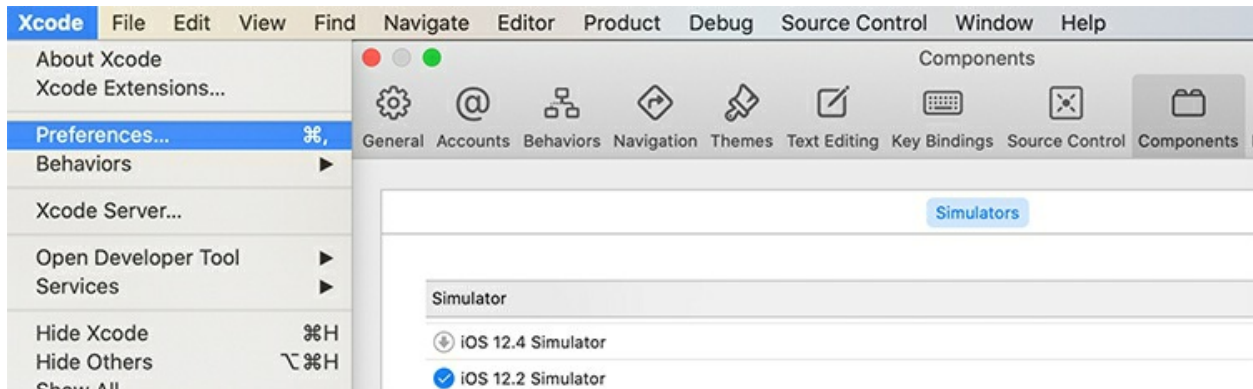 Xcode File Edit View Find Navigate Editor Product Debug Source Control Window Help
About Xcode
Xcode Extensions...
Preferences... ⌘,
Behaviors ▶
Xcode Server...
Open Developer Tool ▶
Services ▶
Hide Xcode ⌘H
Hide Others ⌥⌘H
Show All
Components
General Accounts Behaviors Navigation Themes Text Editing Key Bindings Source Control Components
Simulators
Simulator
iOS 12.4 Simulator
iOS 12.2 Simulator